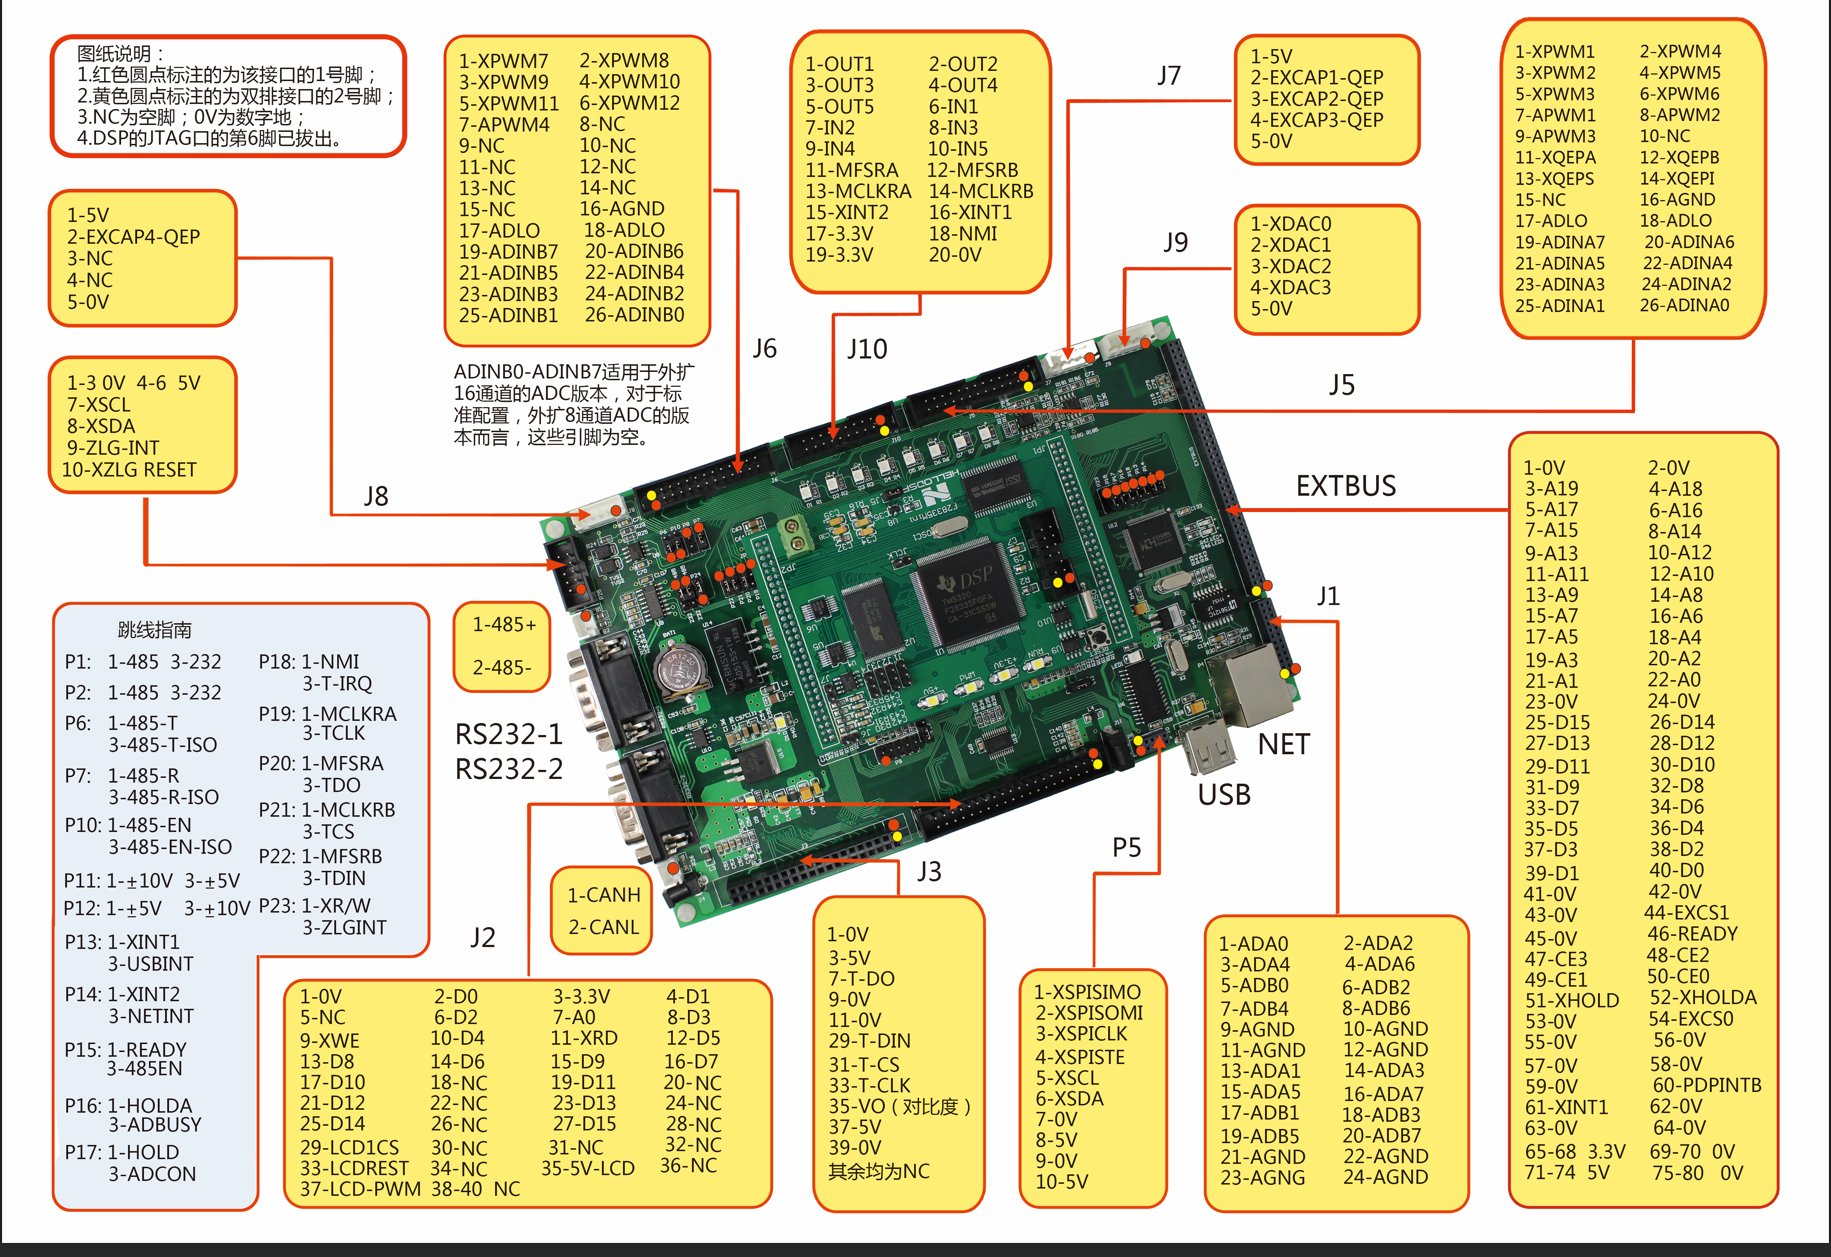 图纸说明：
1.红色圆点标注的为该接口的1号脚；
2.黄色圆点标注的为双排接口的2号脚；
3.NC为空脚；0V为数字地；
4.DSP的JTAG口的第6脚已拔出。
1-5V
2-EXCAP4-QEP
3-NC
4-NC
5-0V
J8
1-3 0V 4-6 5V
7-XSCL
8-XSDA
9-ZLG-INT
10-XZLG RESET
1-XPWM7 2-XPWM8
3-XPWM9 4-XPWM10
5-XPWM11 6-XPWM12
7-APWM4 8-NC
9-NC 10-NC
11-NC 12-NC
13-NC 14-NC
15-NC 16-AGND
17-ADLO 18-ADLO
19-ADINB7 20-ADINB6
21-ADINB5 22-ADINB4
23-ADINB3 24-ADINB2
25-ADINB1 26-ADINB0
J6
ADINB0-ADINB7适用于外扩
16通道的ADC版本，对于标
准配置，外扩8通道ADC的版
本而言，这些引脚为空。
1-OUT1 2-OUT2
3-OUT3 4-OUT4
5-OUT5 6-IN1
7-IN2 8-IN3
9-IN4 10-IN5
11-MFSRA 12-MFSRB
13-MCLKRA 14-MCLKRB
15-XINT2 16-XINT1
17-3.3V 18-NMI
19-3.3V 20-0V
J10
J7
1-5V
2-EXCAP1-QEP
3-EXCAP2-QEP
4-EXCAP3-QEP
5-0V
J9
1-XDAC0
2-XDAC1
3-XDAC2
4-XDAC3
5-0V
1-XPWM1 2-XPWM4
3-XPWM2 4-XPWM5
5-XPWM3 6-XPWM6
7-APWM1 8-APWM2
9-APWM3 10-NC
11-XQEPA 12-XQEPB
13-XQEPS 14-XQEPI
15-NC 16-AGND
17-ADLO 18-ADLO
19-ADINA7 20-ADINA6
21-ADINA5 22-ADINA4
23-ADINA3 24-ADINA2
25-ADINA1 26-ADINA0
J5
EXTBUS
1-0V 2-0V
3-A19 4-A18
5-A17 6-A16
7-A15 8-A14
9-A13 10-A12
11-A11 12-A10
13-A9 14-A8
15-A7 16-A6
17-A5 18-A4
19-A3 20-A2
21-A1 22-A0
23-0V 24-0V
25-D15 26-D14
27-D13 28-D12
29-D11 30-D10
31-D9 32-D8
33-D7 34-D6
35-D5 36-D4
37-D3 38-D2
39-D1 40-D0
41-0V 42-0V
43-0V 44-EXCS1
45-0V 46-READY
47-CE3 48-CE2
49-CE1 50-CE0
51-XHOLD 52-XHOLDA
53-0V 54-EXCS0
55-0V 56-0V
57-0V 58-0V
59-0V 60-PDPINTB
61-XINT1 62-0V
63-0V 64-0V
65-68 3.3V 69-70 0V
71-74 5V 75-80 0V
跳线指南
P1: 1-485 3-232
P2: 1-485 3-232
P6: 1-485-T
3-485-T-ISO
P7: 1-485-R
3-485-R-ISO
P10: 1-485-EN
3-485-EN-ISO
P11: 1-±10V 3-±5V
P12: 1-±5V 3-±10V
P13: 1-XINT1
3-USBINT
P14: 1-XINT2
3-NETINT
P15: 1-READY
3-485EN
P16: 1-HOLDA
3-ADBUSY
P17: 1-HOLD
3-ADCON
P18: 1-NMI
3-T-IRQ
P19: 1-MCLKRA
3-TCLK
P20: 1-MFSRA
3-TDO
P21: 1-MCLKRB
3-TCS
P22: 1-MFSRB
3-TDIN
P23: 1-XR/W
3-ZLGINT
1-485+
2-485-
RS232-1
RS232-2
1-CANH
2-CANL
HELLODSP
F28335Mini
ISSI
DSP
TMS320
F28335PGFA
J1
NET
USB
P5
J3
J2
1-0V 2-D0 3-3.3V 4-D1
5-NC 6-D2 7-A0 8-D3
9-XWE 10-D4 11-XRD 12-D5
13-D8 14-D6 15-D9 16-D7
17-D10 18-NC 19-D11 20-NC
21-D12 22-NC 23-D13 24-NC
25-D14 26-NC 27-D15 28-NC
29-LCD1CS 30-NC 31-NC 32-NC
33-LCDREST 34-NC 35-5V-LCD 36-NC
37-LCD-PWM 38-40 NC
1-0V
3-5V
7-T-DO
9-0V
11-0V
29-T-DIN
31-T-CS
33-T-CLK
35-VO（对比度）
37-5V
39-0V
其余均为NC
1-XSPISIMO
2-XSPISOMI
3-XSPICLK
4-XSPISTE
5-XSCL
6-XSDA
7-0V
8-5V
9-0V
10-5V
1-ADA0 2-ADA2
3-ADA4 4-ADA6
5-ADB0 6-ADB2
7-ADB4 8-ADB6
9-AGND 10-AGND
11-AGND 12-AGND
13-ADA1 14-ADA3
15-ADA5 16-ADA7
17-ADB1 18-ADB3
19-ADB5 20-ADB7
21-AGND 22-AGND
23-AGNG 24-AGND